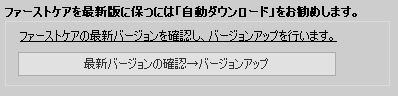 ファーストケアを最新版に保つには「自動ダウンロード」をお勧めします。
ファーストケアの最新バージョンを確認し、バージョンアップを行います。
最新バージョンの確認→バージョンアップ